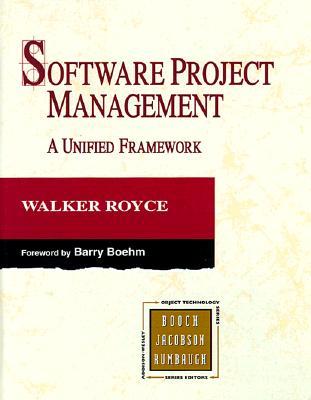 SOFTWARE PROJECT
MANAGEMENT
A UNIFIED FRAMEWORK
WALKER ROYCE
Foreword by Barry Boehm
OBJECT TECHNOLOGY
SERIES
ADDISON-WESLEY
BOOCH
JACOBSON
RUMBAUGH
SERIES EDITORS